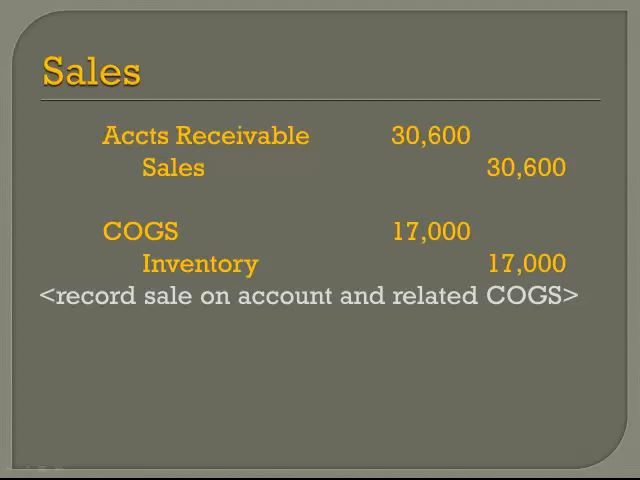 Sales
Accts Receivable 30,600
Sales 30,600
COGS 17,000
Inventory 17,000
<record sale on account and related COGS>